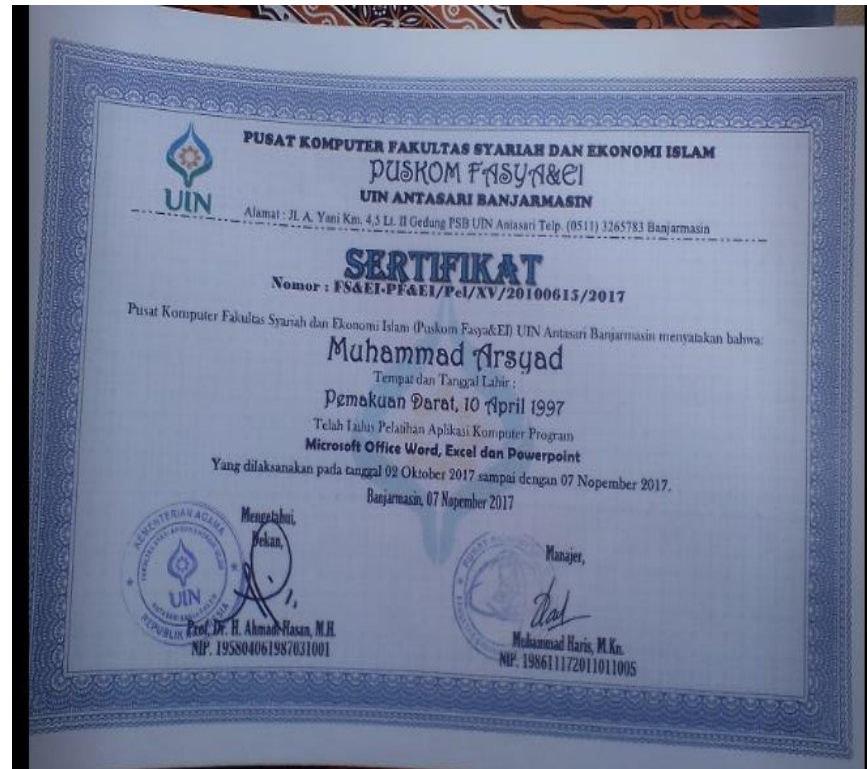 UIN
PUSAT KOMPUTER FAKULTAS SYARIAH DAN EKONOMI ISLAM
PUSKOM FASYA&EI
UIN ANTASARI BANJARMASIN
Alamat : Jl. A. Yani Km. 4,5 Lt. II Gedung PSB UIN Antasari Telp. (0511) 3265783 Banjarmasin
SERTIFIKAT
Nomor : FS&EI-PF&EI/Pel/XV/20100615/2017
Pusat Komputer Fakultas Syariah dan Ekonomi Islam (Puskom Fasya&EI) UIN Antasari Banjarmasin menyatakan bahwa:
Muhammad Arsyad
Tempat dan Tanggal Lahir :
Pemakuan Darat, 10 April 1997
Telah Lulus Pelatihan Aplikasi Komputer Program
Microsoft Office Word, Excel dan Powerpoint
Yang dilaksanakan pada tanggal 02 Oktober 2017 sampai dengan 07 Nopember 2017.
Banjarmasin, 07 Nopember 2017
Mengetahui,
Dekan,
KEMENTERIAN AGAMA
UIN
REPUBLIK
Prof. Dr. H. Ahmadi Hasan, M.H.
NIP. 195804061987031001
Manajer,
Muhammad Haris, M.Kn.
NIP. 198611172011011005